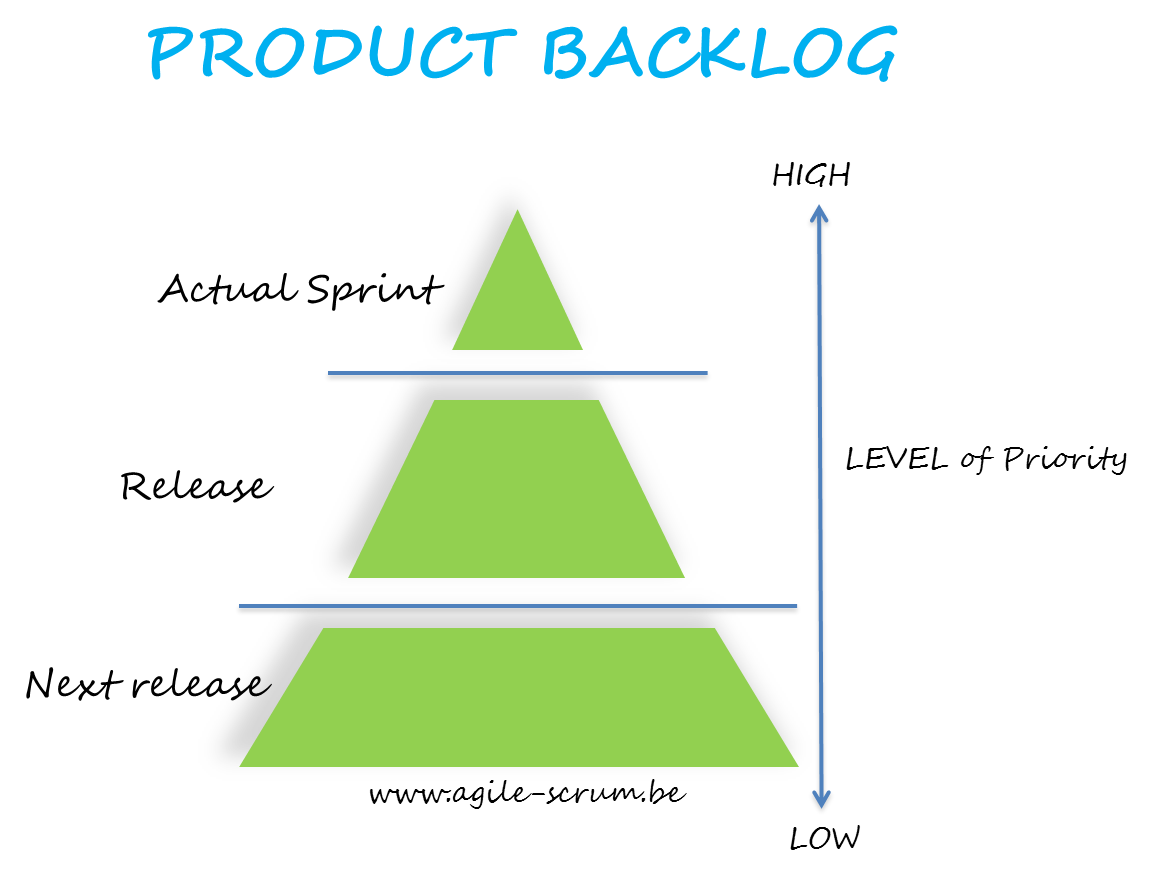 PRODUCT BACKLOG
HIGH
Actual Sprint
LEVEL of Priority
Release
Next release
www.agile-scrum.be
LOW